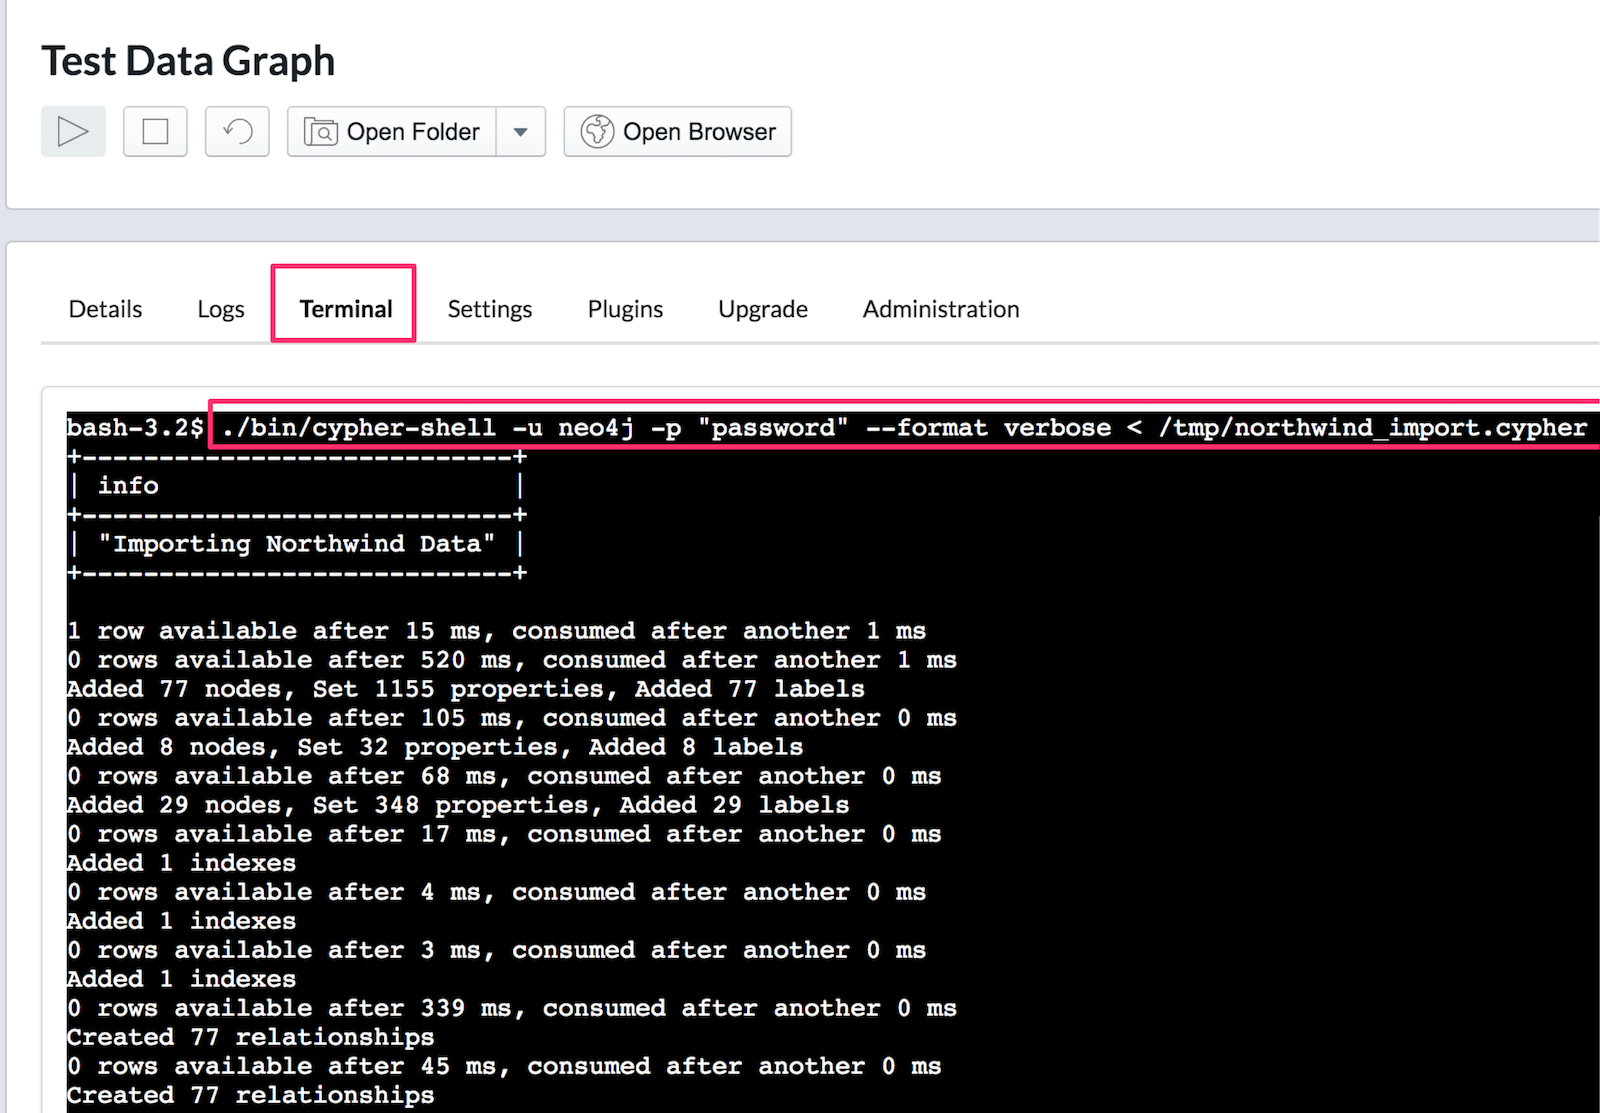 Test Data Graph
Open Folder Open Browser
Details Logs Terminal Settings Plugins Upgrade Administration
bash-3.2$ ./bin/cypher-shell -u neo4j -p "password" --format verbose < /tmp/northwind_import.cypher
+----------------------------+
| info                       |
+----------------------------+
| "Importing Northwind Data" |
+----------------------------+
1 row available after 15 ms, consumed after another 1 ms
0 rows available after 520 ms, consumed after another 1 ms
Added 77 nodes, Set 1155 properties, Added 77 labels
0 rows available after 105 ms, consumed after another 0 ms
Added 8 nodes, Set 32 properties, Added 8 labels
0 rows available after 68 ms, consumed after another 0 ms
Added 29 nodes, Set 348 properties, Added 29 labels
0 rows available after 17 ms, consumed after another 0 ms
Added 1 indexes
0 rows available after 4 ms, consumed after another 0 ms
Added 1 indexes
0 rows available after 3 ms, consumed after another 0 ms
Added 1 indexes
0 rows available after 339 ms, consumed after another 0 ms
Created 77 relationships
0 rows available after 45 ms, consumed after another 0 ms
Created 77 relationships